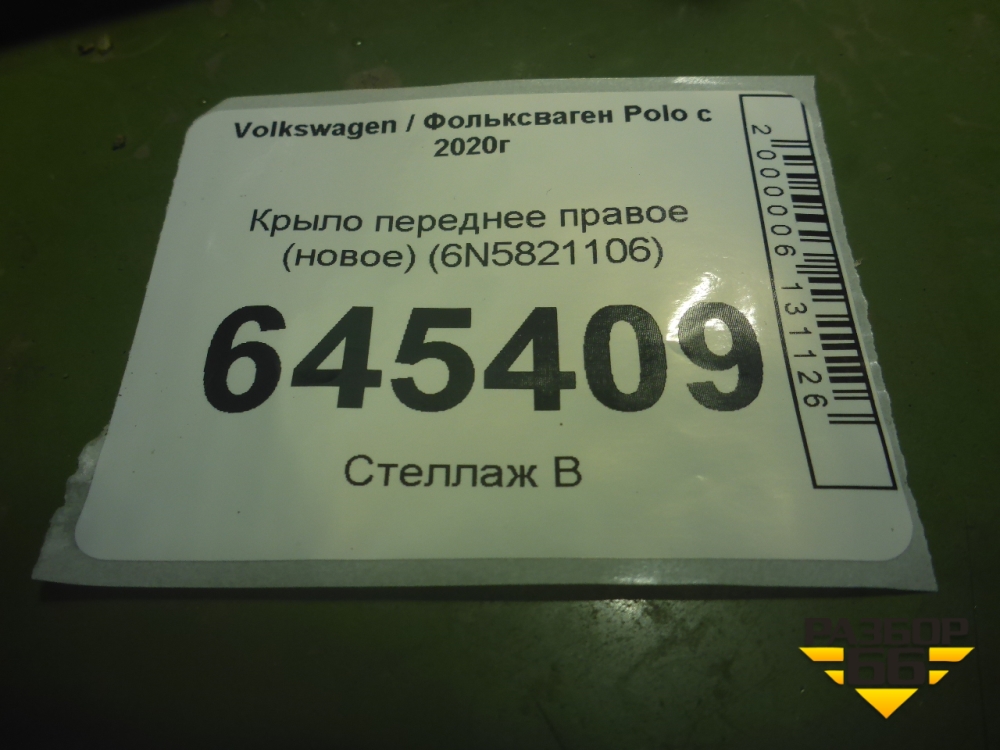 Volkswagen / Фольксваген Polo с
2020г
Крыло переднее правое
(новое) (6N5821106)
645409
Стеллаж В
2000006131126
РАЗБОР
66